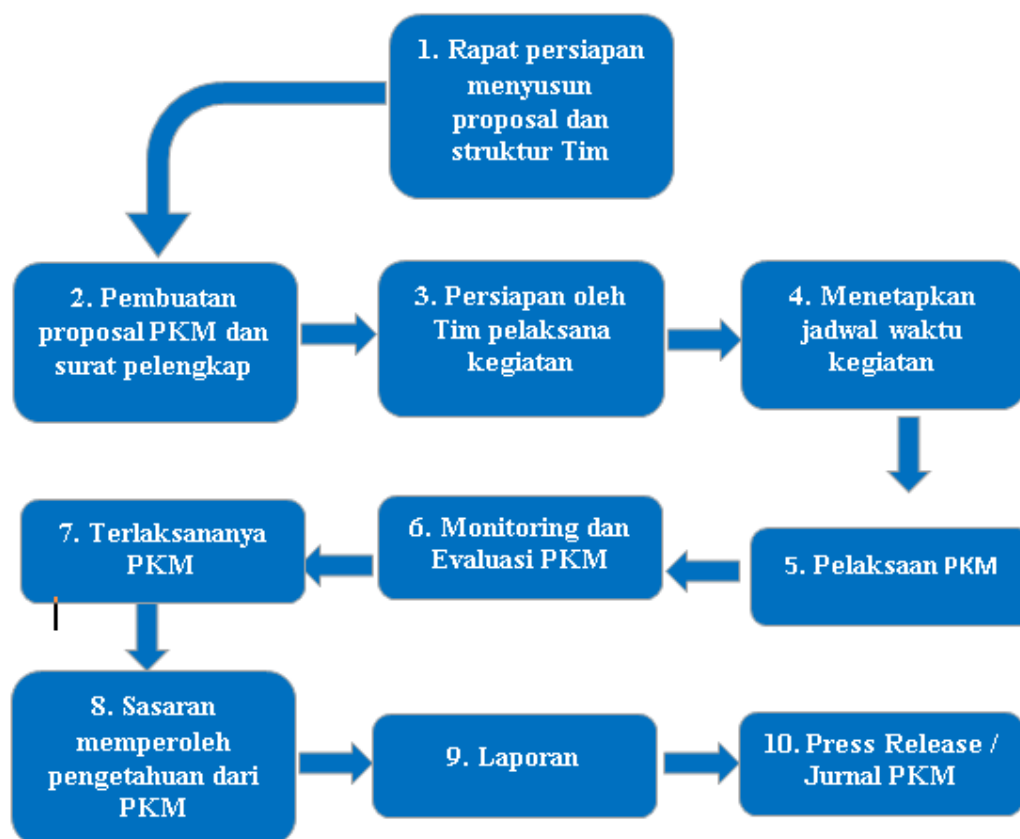 1. Rapat persiapan
menyusun
proposal dan
struktur Tim
2. Pembuatan
proposal PKM dan
surat pelengkap
3. Persiapan oleh
Tim pelaksana
kegiatan
4. Menetapkan
jadwal waktu
kegiatan
5. Pelaksaan PKM
6. Monitoring dan
Evaluasi PKM
7. Terlaksananya
PKM
8. Sasaran
memperoleh
pengetahuan dari
PKM
9. Laporan
10. Press Release /
Jurnal PKM